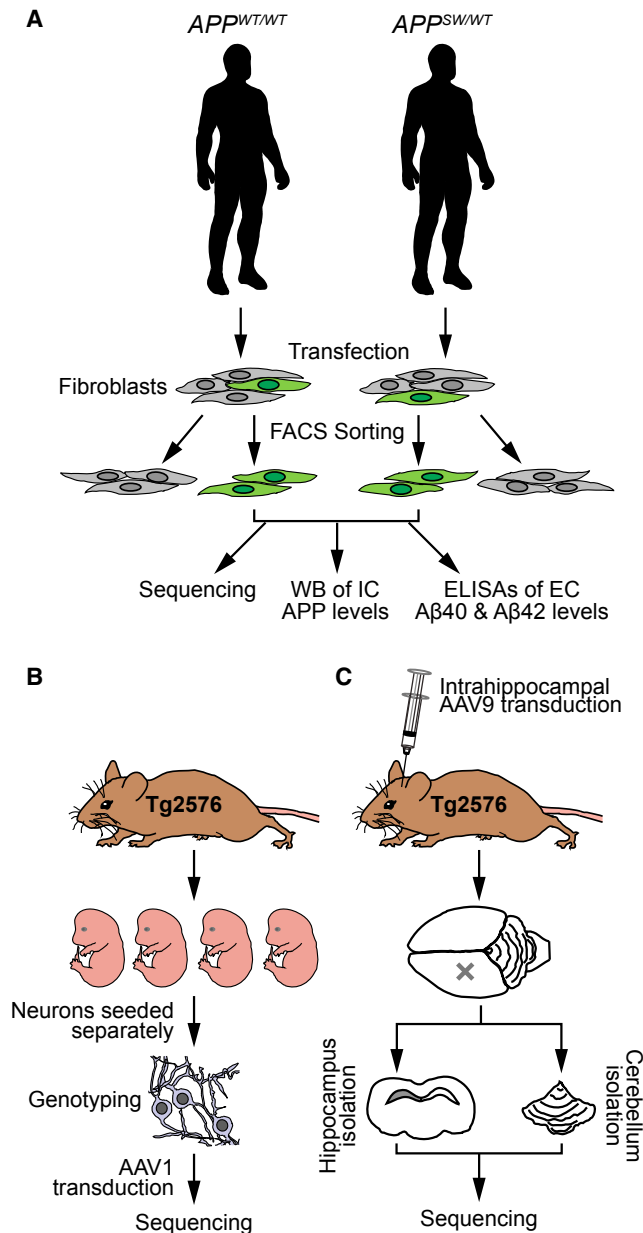 A
APP^WT/WT
APP^SW/WT
Transfection
Fibroblasts
FACS Sorting
Sequencing
WB of IC
APP levels
ELISAs of EC
Aβ40 & Aβ42 levels
B
Tg2576
Neurons seeded
separately
Genotyping
AAV1
transduction
Sequencing
C
Intrahippocampal
AAV9 transduction
Tg2576
Hippocampus
isolation
Cerebellum
isolation
Sequencing